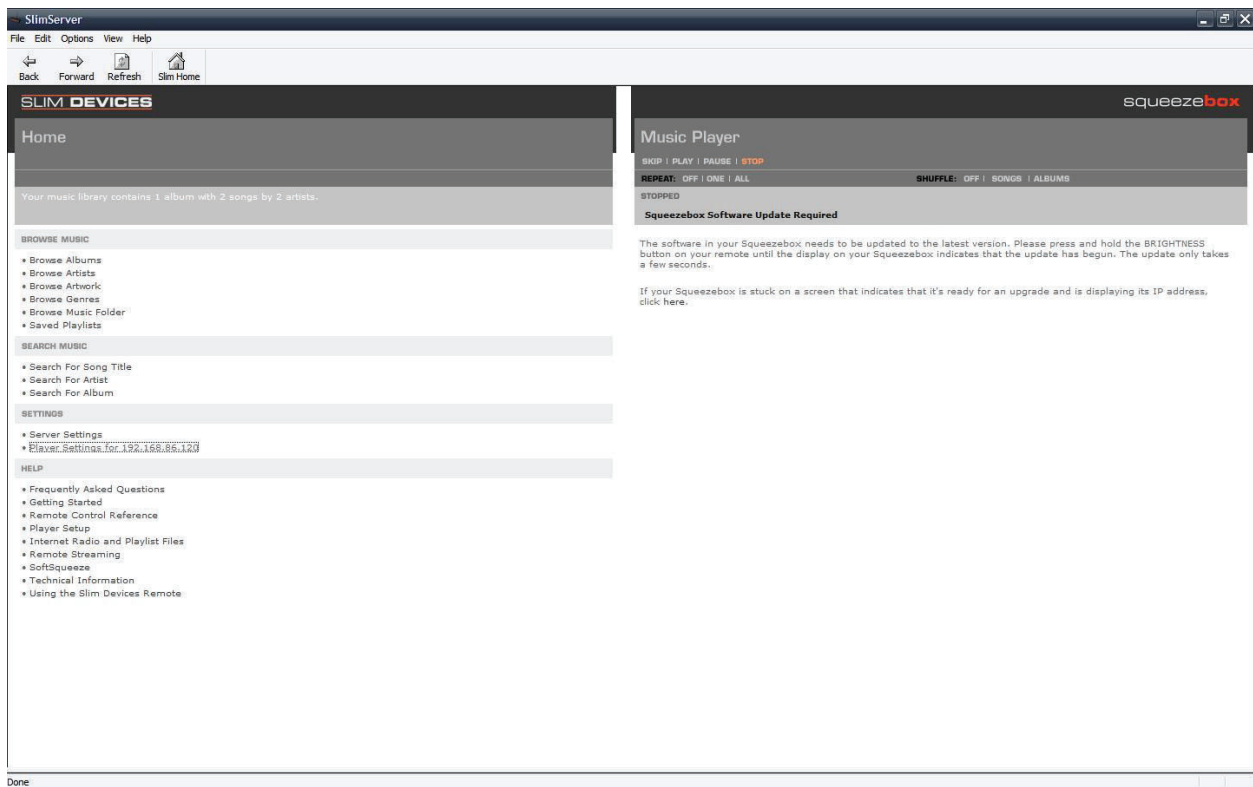 SlimServer
File Edit Options View Help
Back Forward Refresh Slim Home
SLIM DEVICES
Home
Your music library contains 1 album with 2 songs by 2 artists.
BROWSE MUSIC
Browse Albums
Browse Artists
Browse Artwork
Browse Genres
Browse Music Folder
Saved Playlists
SEARCH MUSIC
Search For Song Title
Search For Artist
Search For Album
SETTINGS
Server Settings
Player Settings for 192.168.86.120
HELP
Frequently Asked Questions
Getting Started
Remote Control Reference
Player Setup
Internet Radio and Playlist Files
Remote Streaming
SoftSqueeze
Technical Information
Using the Slim Devices Remote
squeezebox
Music Player
SKIP | PLAY | PAUSE | STOP
REPEAT: OFF | ONE | ALL SHUFFLE: OFF | SONGS | ALBUMS
STOPPED
Squeezebox Software Update Required
The software in your Squeezebox needs to be updated to the latest version. Please press and hold the BRIGHTNESS
button on your remote until the display on your Squeezebox indicates that the update has begun. The update only takes
a few seconds.
If your Squeezebox is stuck on a screen that indicates that it's ready for an upgrade and is displaying its IP address,
click here.
Done